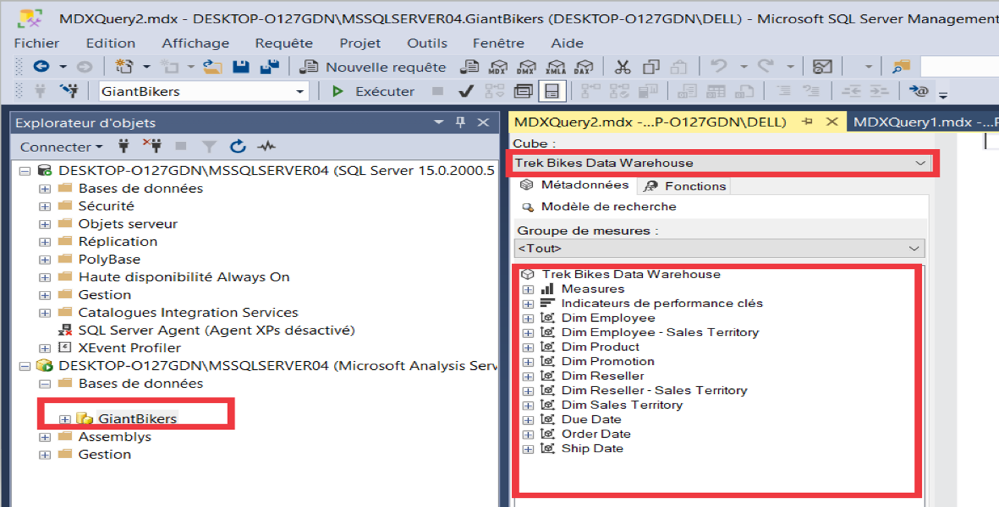 MDXQuery2.mdx - DESKTOP-O127GDN\MSSQLSERVER04.GiantBikers (DESKTOP-O127GDN\DELL) - Microsoft SQL Server Management
Fichier Edition Affichage Requête Projet Outils Fenêtre Aide
Nouvelle requête MDX DMX XMLA DAX
GiantBikers Exécuter
Explorateur d'objets
Connecter
DESKTOP-O127GDN\MSSQLSERVER04 (SQL Server 15.0.2000.5
Bases de données
Sécurité
Objets serveur
Réplication
PolyBase
Haute disponibilité Always On
Gestion
Catalogues Integration Services
SQL Server Agent (Agent XPs désactivé)
XEvent Profiler
DESKTOP-O127GDN\MSSQLSERVER04 (Microsoft Analysis Serv
Bases de données
GiantBikers
Assemblys
Gestion
MDXQuery2.mdx -...P-O127GDN\DELL) MDXQuery1.mdx -...P
Cube :
Trek Bikes Data Warehouse
Métadonnées Fonctions
Modèle de recherche
Groupe de mesures :
<Tout>
Trek Bikes Data Warehouse
Measures
Indicateurs de performance clés
Dim Employee
Dim Employee - Sales Territory
Dim Product
Dim Promotion
Dim Reseller
Dim Reseller - Sales Territory
Dim Sales Territory
Due Date
Order Date
Ship Date